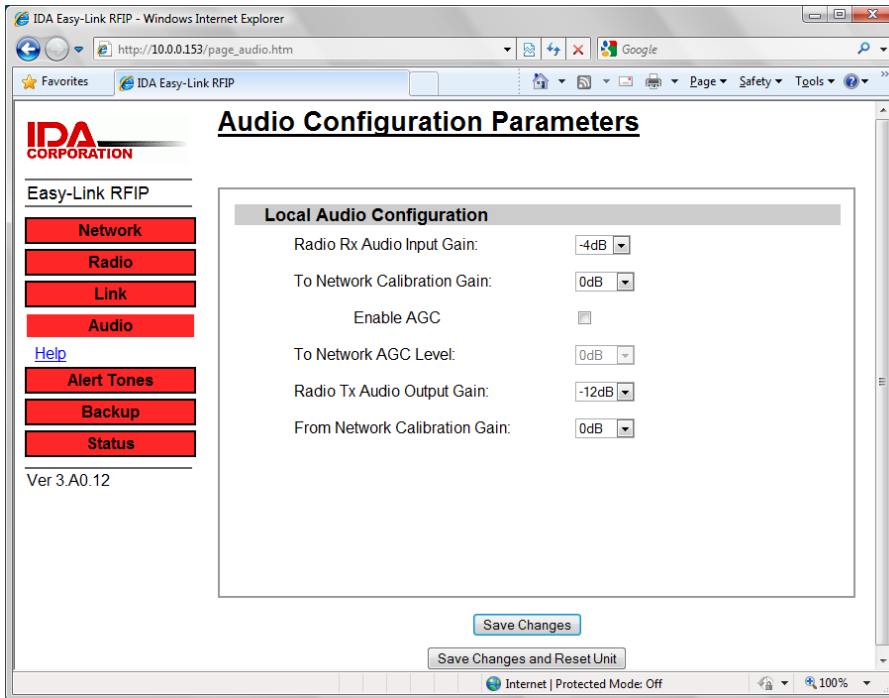 IDA Easy-Link RFIP - Windows Internet Explorer
http://10.0.0.153/page_audio.htm
Google
Favorites
IDA Easy-Link RFIP
Page
Safety
Tools
IDA
CORPORATION
Easy-Link RFIP
Network
Radio
Link
Audio
Help
Alert Tones
Backup
Status
Ver 3.A0.12
Audio Configuration Parameters
Local Audio Configuration
Radio Rx Audio Input Gain: -4dB
To Network Calibration Gain: 0dB
Enable AGC
To Network AGC Level: 0dB
Radio Tx Audio Output Gain: -12dB
From Network Calibration Gain: 0dB
Save Changes
Save Changes and Reset Unit
Internet | Protected Mode: Off
100%